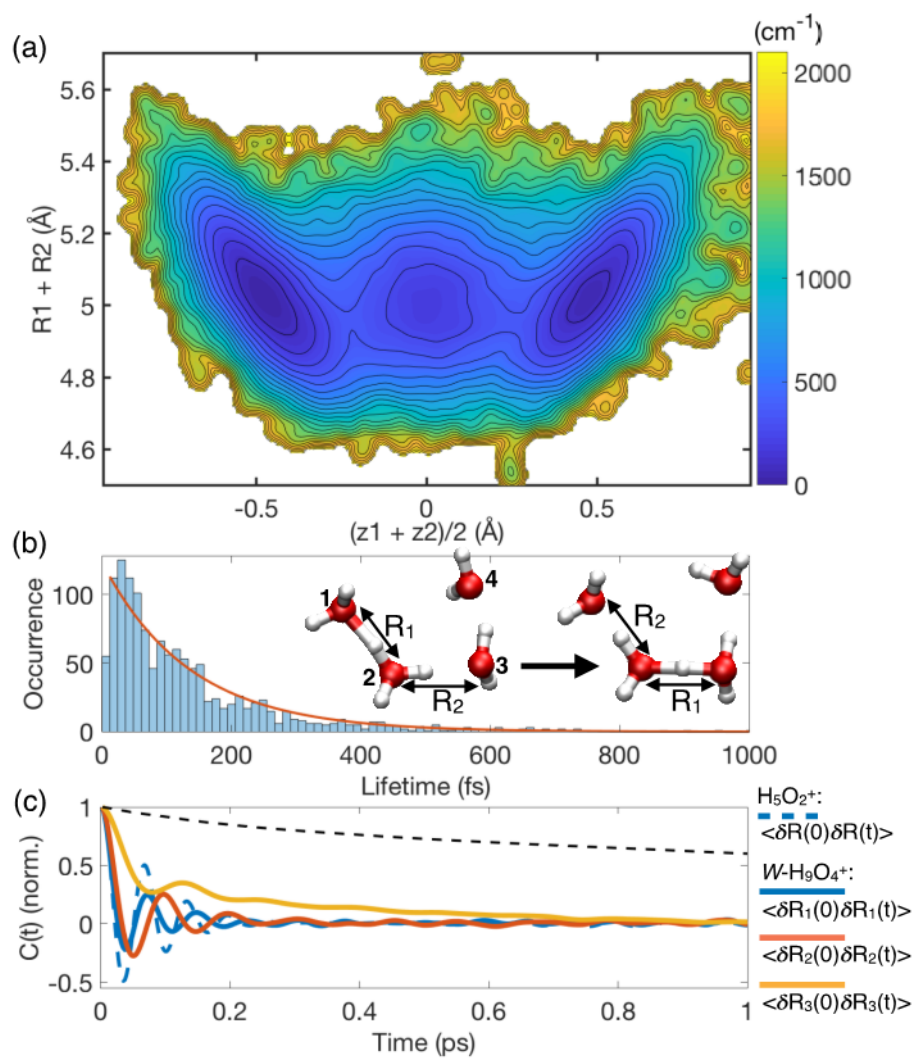 (a)
(cm⁻¹)
2000
1500
1000
500
0
5.6
5.4
5.2
5
4.8
4.6
R1 + R2 (Å)
-0.5
0
0.5
(z1 + z2)/2 (Å)
(b)
Occurrence
100
50
0
0
200
400
600
800
1000
Lifetime (fs)
1
2
3
4
R₁
R₂
R₂
R₁
(c)
C(t) (norm.)
1
0.5
0
-0.5
0
0.2
0.4
0.6
0.8
1
Time (ps)
H₅O₂⁺:
<δR(0)δR(t)>
W-H₉O₄⁺:
<δR₁(0)δR₁(t)>
<δR₂(0)δR₂(t)>
<δR₃(0)δR₃(t)>